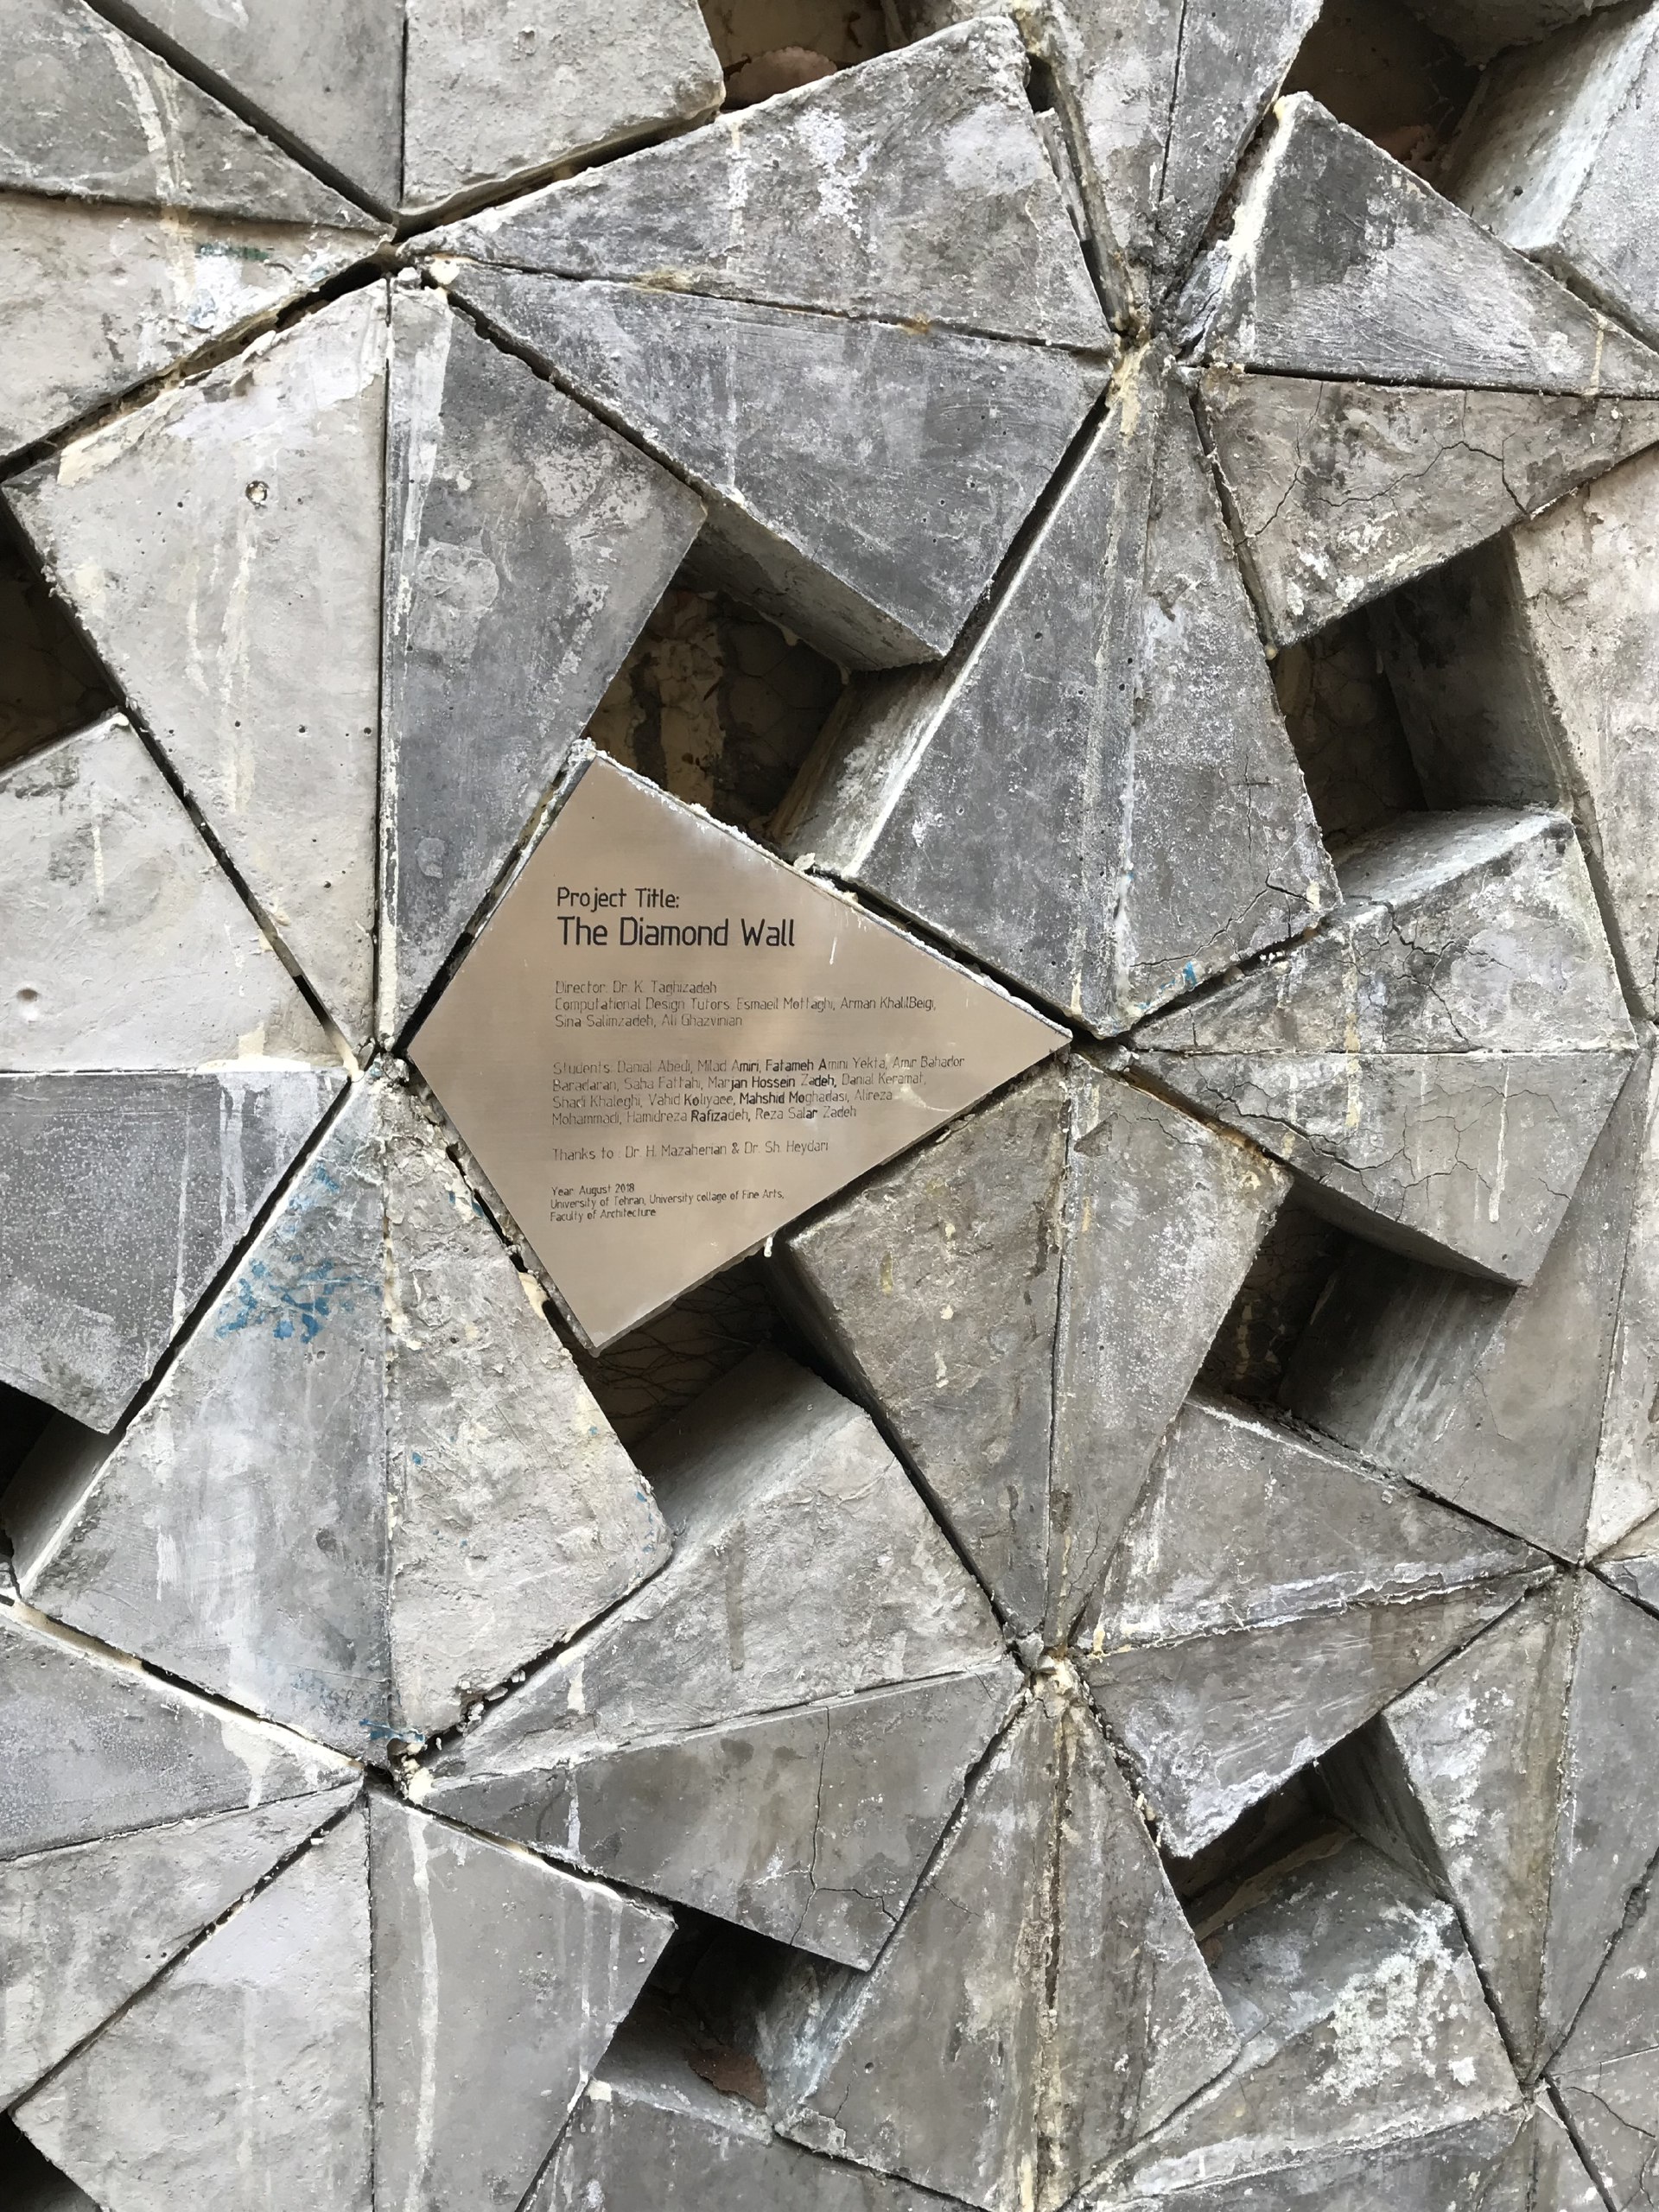 Project Title:
The Diamond Wall
Director: Dr. K. Taghizadeh
Computational Design Tutors: Esmaeil Mottaghi, Arman KhalilBeigi,
Sina Salimzadeh, Ali Ghazvinian
Students: Danial Abedi, Milad Amiri, Fatameh Amini Yekta, Amir Bahador
Baradaran, Saha Fattahi, Marjan Hossein Zadeh, Danial Keramat,
Shadi Khaleghi, Vahid Koliyaee, Mahshid Moghadasi, Alireza
Mohammadi, Hamidreza Rafizadeh, Reza Salar Zadeh
Thanks to : Dr. H. Mazaherian & Dr. Sh. Heydari
Year: August 2018
University of Tehran, University collage of Fine Arts,
Faculty of Architecture